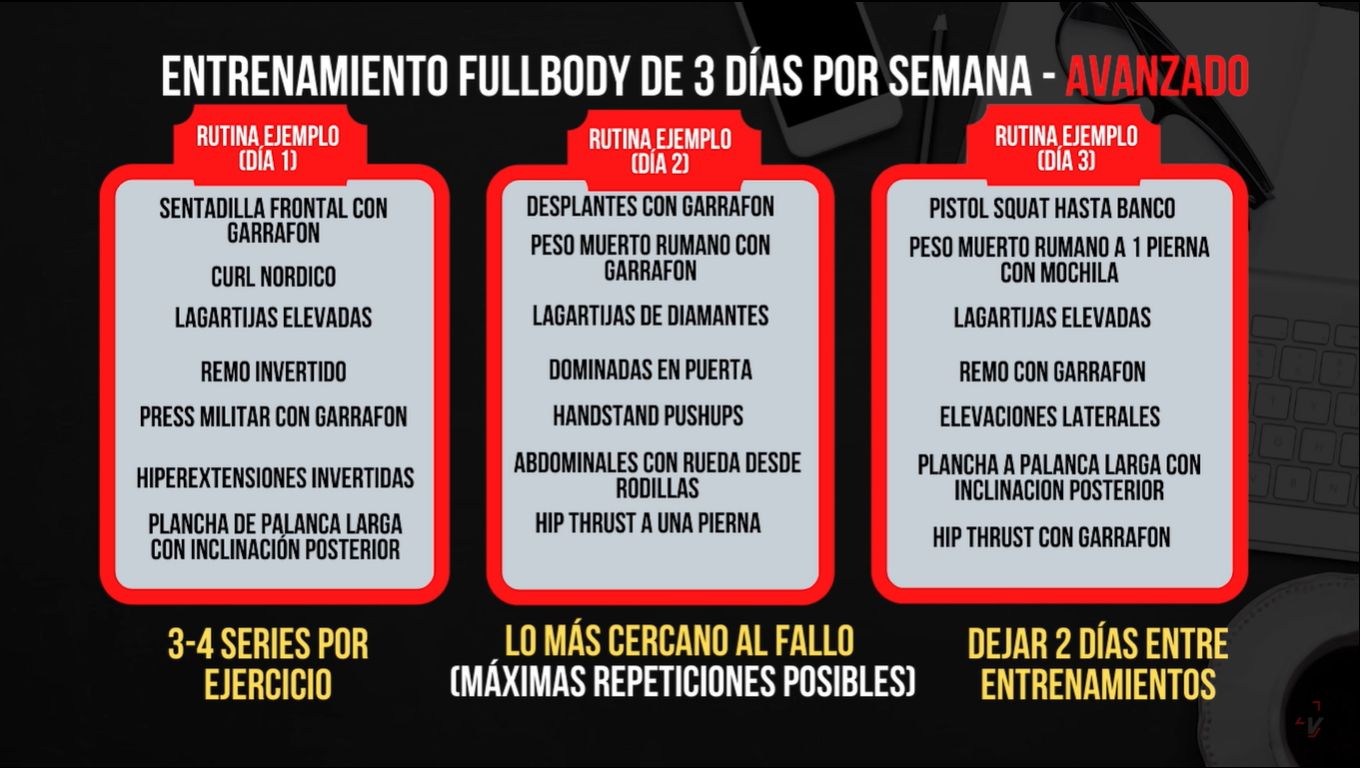 ENTRENAMIENTO FULLBODY DE 3 DÍAS POR SEMANA - AVANZADO
RUTINA EJEMPLO
(DÍA 1)
SENTADILLA FRONTAL CON
GARRAFON
CURL NORDICO
LAGARTIJAS ELEVADAS
REMO INVERTIDO
PRESS MILITAR CON GARRAFON
HIPEREXTENSIONES INVERTIDAS
PLANCHA DE PALANCA LARGA
CON INCLINACIÓN POSTERIOR
RUTINA EJEMPLO
(DÍA 2)
DESPLANTES CON GARRAFON
PESO MUERTO RUMANO CON
GARRAFON
LAGARTIJAS DE DIAMANTES
DOMINADAS EN PUERTA
HANDSTAND PUSHUPS
ABDOMINALES CON RUEDA DESDE
RODILLAS
HIP THRUST A UNA PIERNA
RUTINA EJEMPLO
(DÍA 3)
PISTOL SQUAT HASTA BANCO
PESO MUERTO RUMANO A 1 PIERNA
CON MOCHILA
LAGARTIJAS ELEVADAS
REMO CON GARRAFON
ELEVACIONES LATERALES
PLANCHA A PALANCA LARGA CON
INCLINACION POSTERIOR
HIP THRUST CON GARRAFON
3-4 SERIES POR
EJERCICIO
LO MÁS CERCANO AL FALLO
(MÁXIMAS REPETICIONES POSIBLES)
DEJAR 2 DÍAS ENTRE
ENTRENAMIENTOS